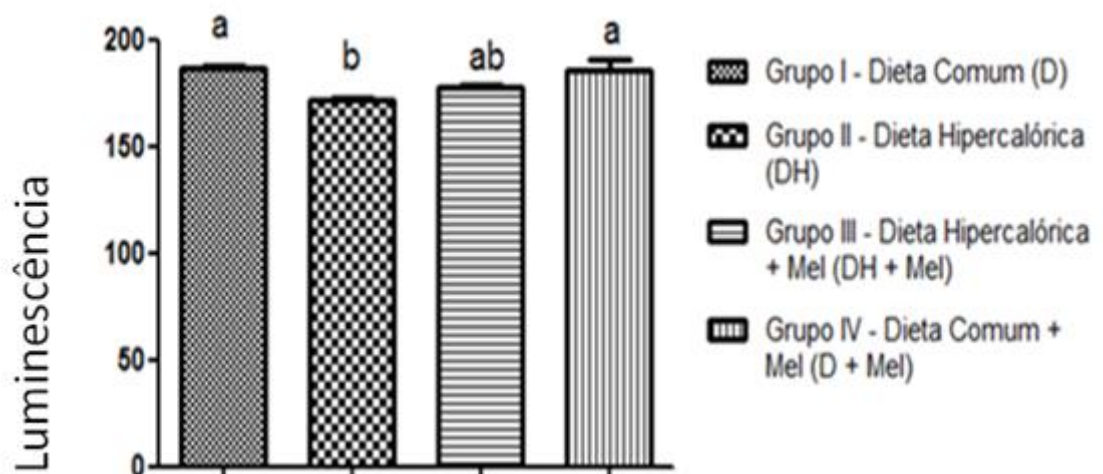 Luminescência
200
150
100
50
0
a
b
ab
a
Grupo I - Dieta Comum (D)
Grupo II - Dieta Hipercalórica
(DH)
Grupo III - Dieta Hipercalórica
+ Mel (DH + Mel)
Grupo IV - Dieta Comum +
Mel (D + Mel)